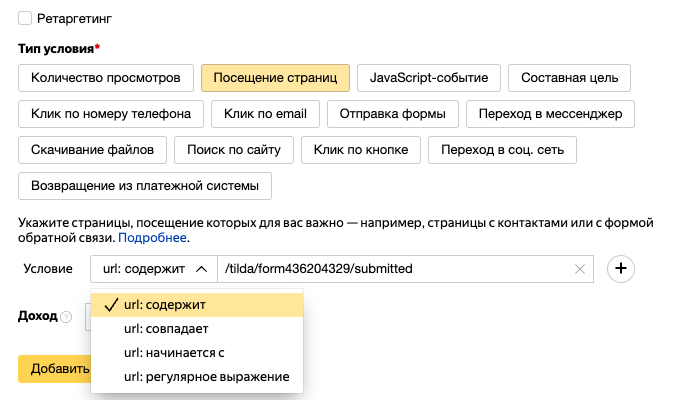 Ретаргетинг
Тип условия*
Количество просмотров Посещение страниц JavaScript-событие Составная цель
Клик по номеру телефона Клик по email Отправка формы Переход в мессенджер
Скачивание файлов Поиск по сайту Клик по кнопке Переход в соц. сеть
Возвращение из платежной системы
Укажите страницы, посещение которых для вас важно — например, страницы с контактами или с формой
обратной связи. Подробнее.
Условие url: содержит /tilda/form436204329/submitted
url: содержит
Доход ?
url: совпадает
url: начинается с
Добавить
url: регулярное выражение